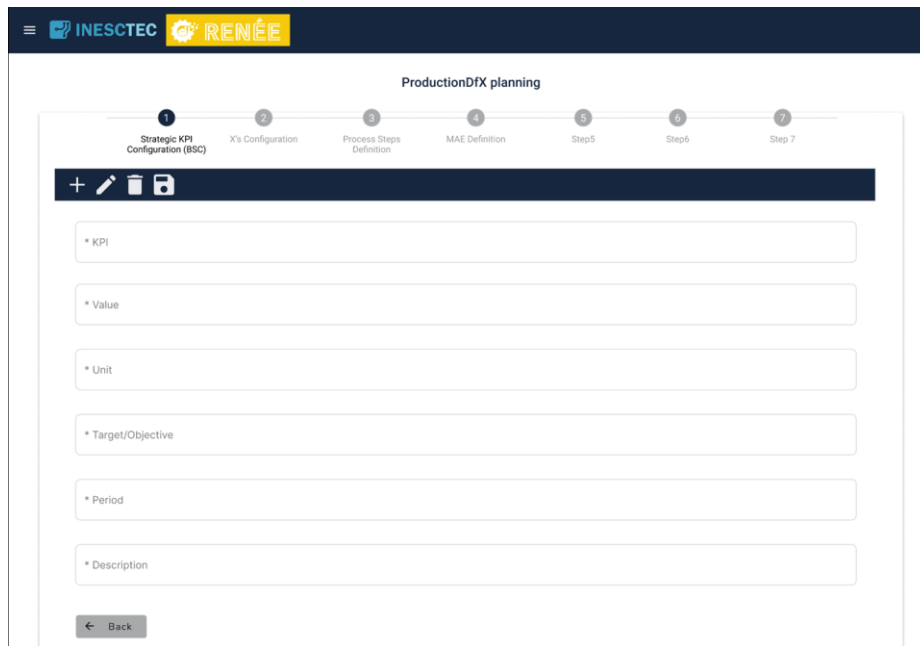 INESCTEC RENÉE
ProductionDfX planning
1 2 3 4 5 6 7
Strategic KPI Configuration (BSC)
X's Configuration
Process Steps Definition
MAE Definition
Step5
Step6
Step 7
* KPI
* Value
* Unit
* Target/Objective
* Period
* Description
Back